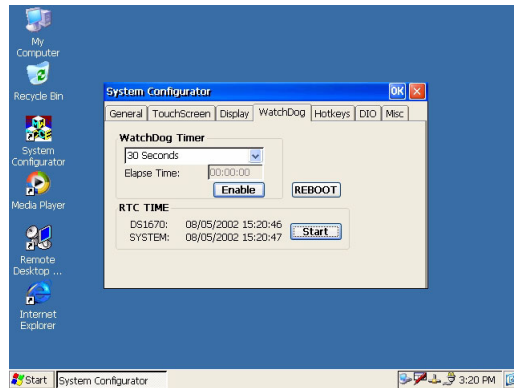 My
Computer
Recycle Bin
System
Configurator
Media Player
Remote
Desktop ...
Internet
Explorer
System Configurator OK
General TouchScreen Display WatchDog Hotkeys DIO Misc
WatchDog Timer
30 Seconds
Elapse Time: 00:00:00
Enable REBOOT
RTC TIME
DS1670: 08/05/2002 15:20:46
SYSTEM: 08/05/2002 15:20:47
Start
Start System Configurator 3:20 PM